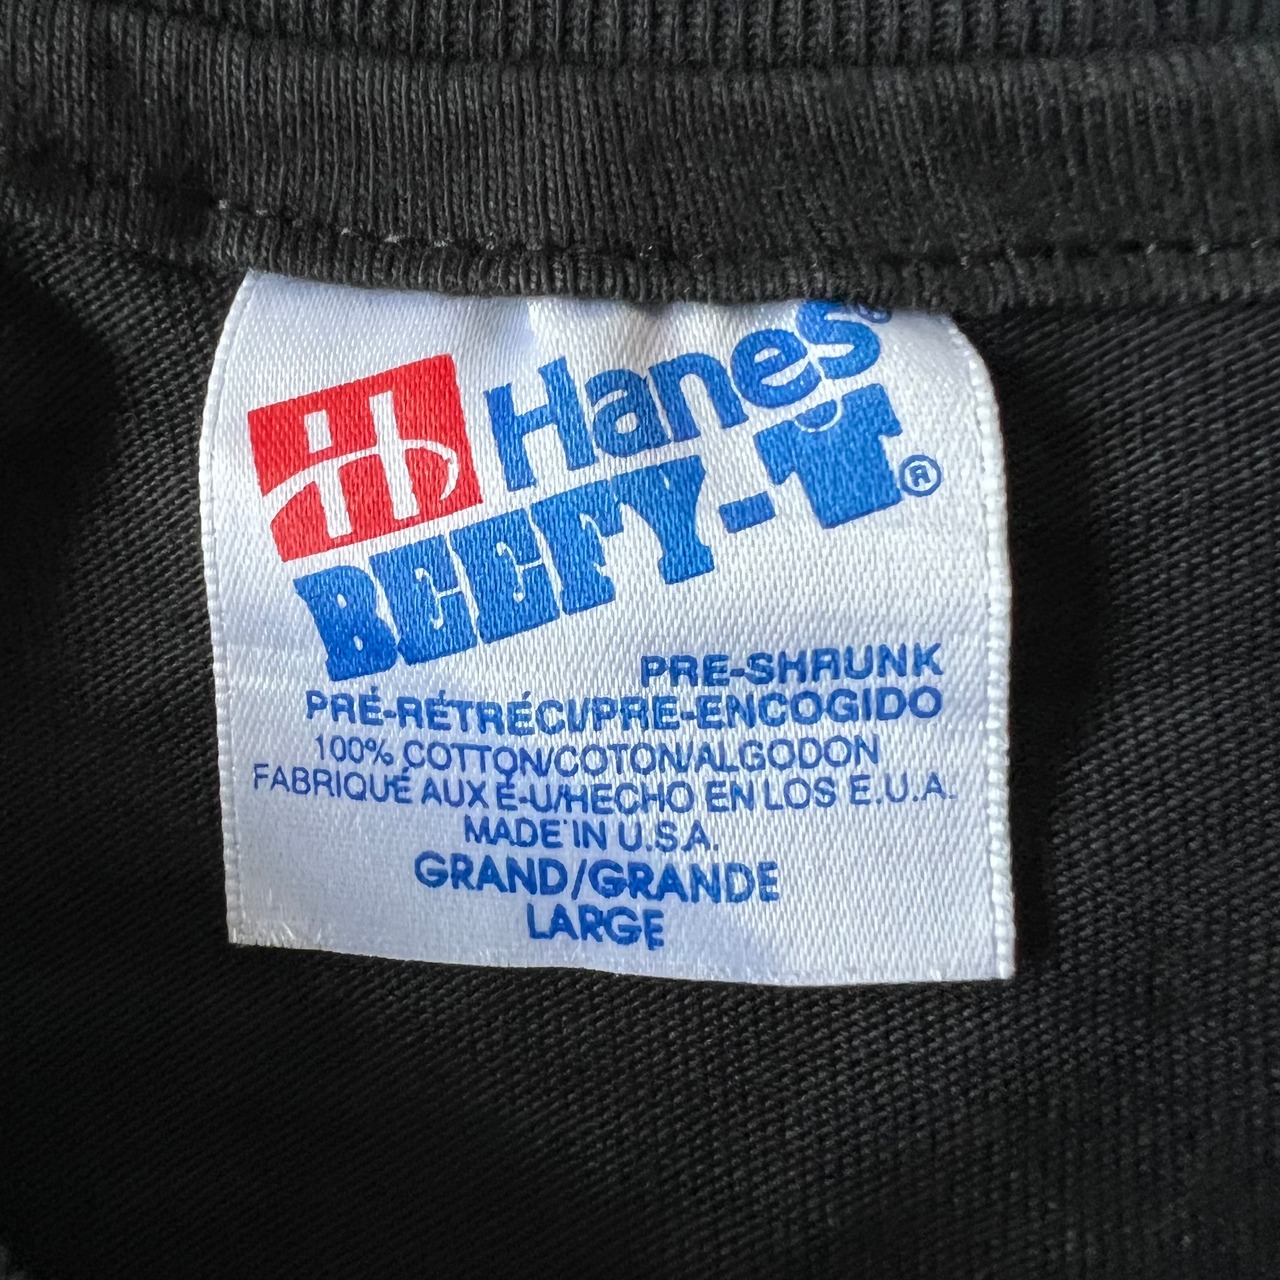 Hanes®
BEEFY-T®
PRE-SHRUNK
PRÉ-RÉTRÉCI/PRE-ENCOGIDO
100% COTTON/COTON/ALGODON
FABRIQUÉ AUX É-U/HECHO EN LOS E.U.A.
MADE IN U.S.A.
GRAND/GRANDE
LARGE